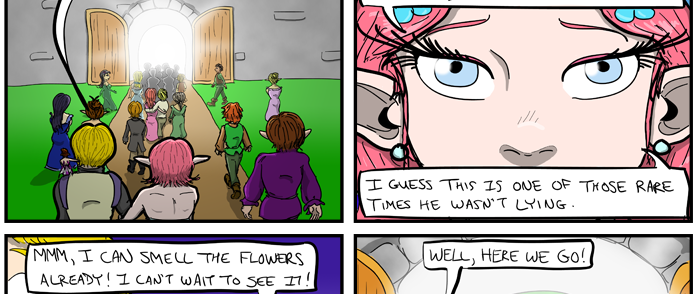 I GUESS THIS IS ONE OF THOSE RARE
TIMES HE WASN'T LYING.
MMM, I CAN SMELL THE FLOWERS
ALREADY! I CAN'T WAIT TO SEE IT!
WELL, HERE WE GO!